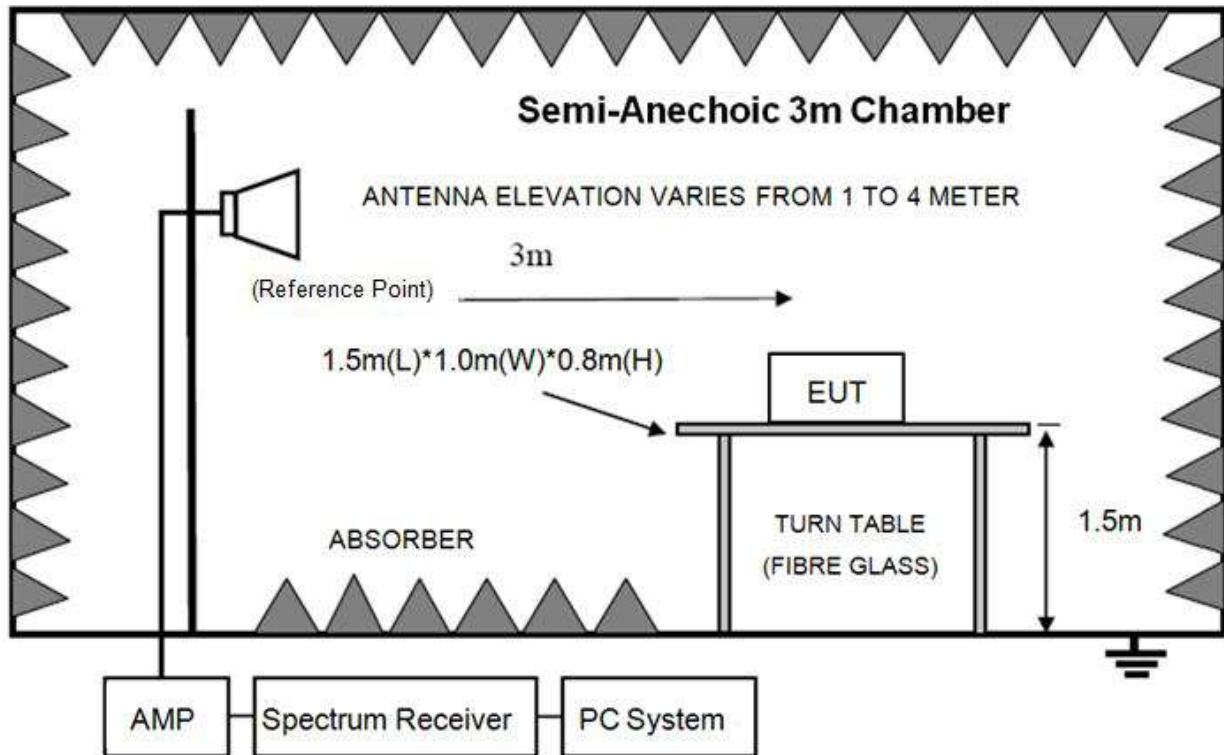 Semi-Anechoic 3m Chamber
ANTENNA ELEVATION VARIES FROM 1 TO 4 METER
3m
(Reference Point)
1.5m(L)*1.0m(W)*0.8m(H)
EUT
ABSORBER
TURN TABLE
(FIBRE GLASS)
1.5m
AMP
Spectrum Receiver
PC System